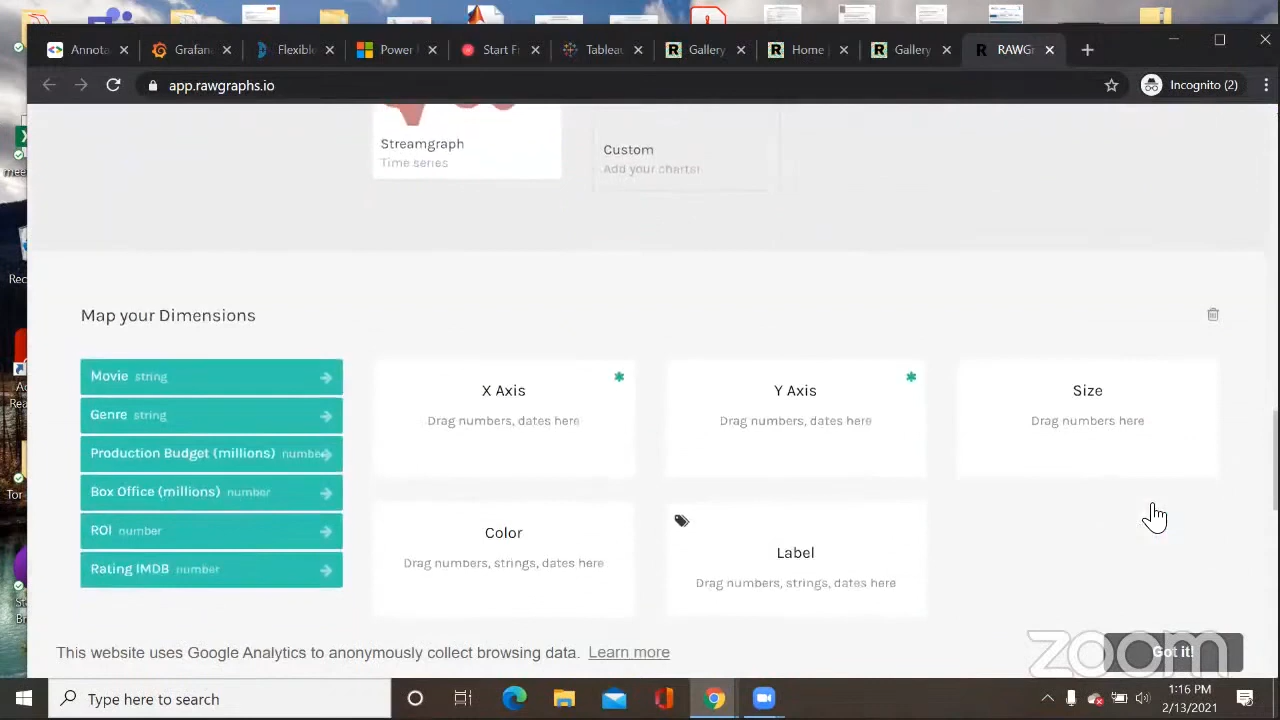 Annota
Grafan
Flexible
Power
Start Fr
Tableau
Gallery
Home
Gallery
RAWGr
app.rawgraphs.io
Incognito (2)
Streamgraph
Time series
Custom
Add your charts!
Map your Dimensions
Movie string
Genre string
Production Budget (millions) number
Box Office (millions) number
ROI number
Rating IMDB number
X Axis
Drag numbers, dates here
Y Axis
Drag numbers, dates here
Size
Drag numbers here
Color
Drag numbers, strings, dates here
Label
Drag numbers, strings, dates here
This website uses Google Analytics to anonymously collect browsing data. Learn more
Got it!
zoom
Type here to search
1:16 PM
2/13/2021